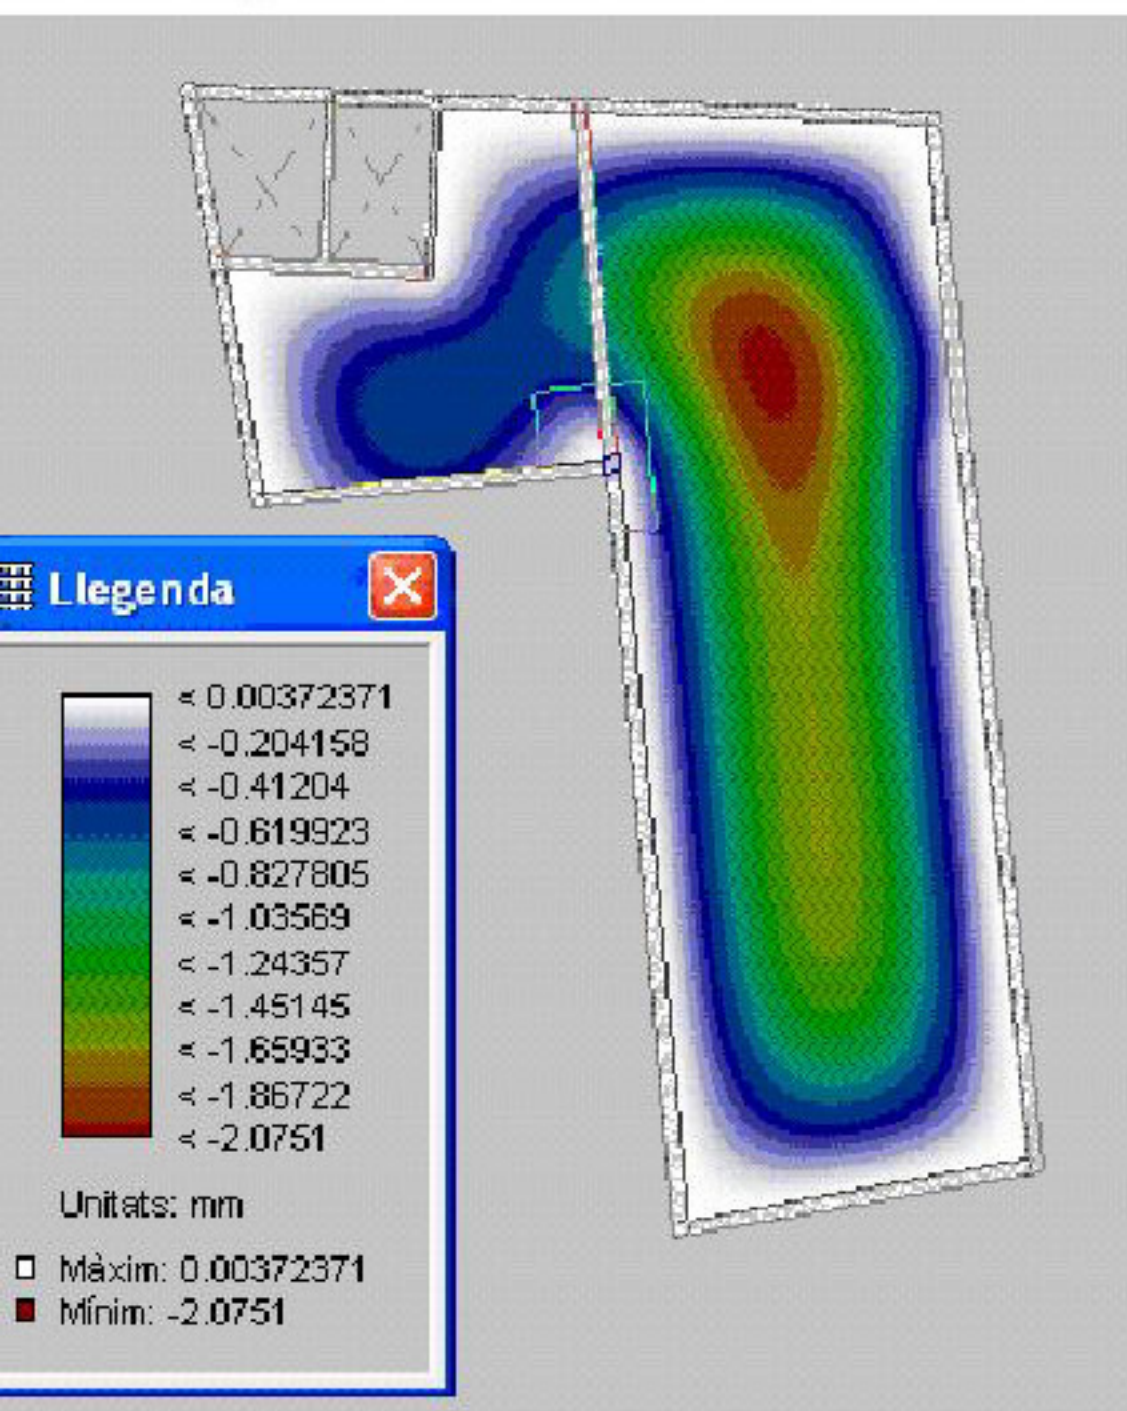 Llegenda
< 0.00372371
< -0.204158
< -0.41204
< -0.619923
< -0.827805
< -1.03569
< -1.24357
< -1.45145
< -1.65933
< -1.86722
< -2.0751
Unitats: mm
Màxim: 0.00372371
Mínim: -2.0751